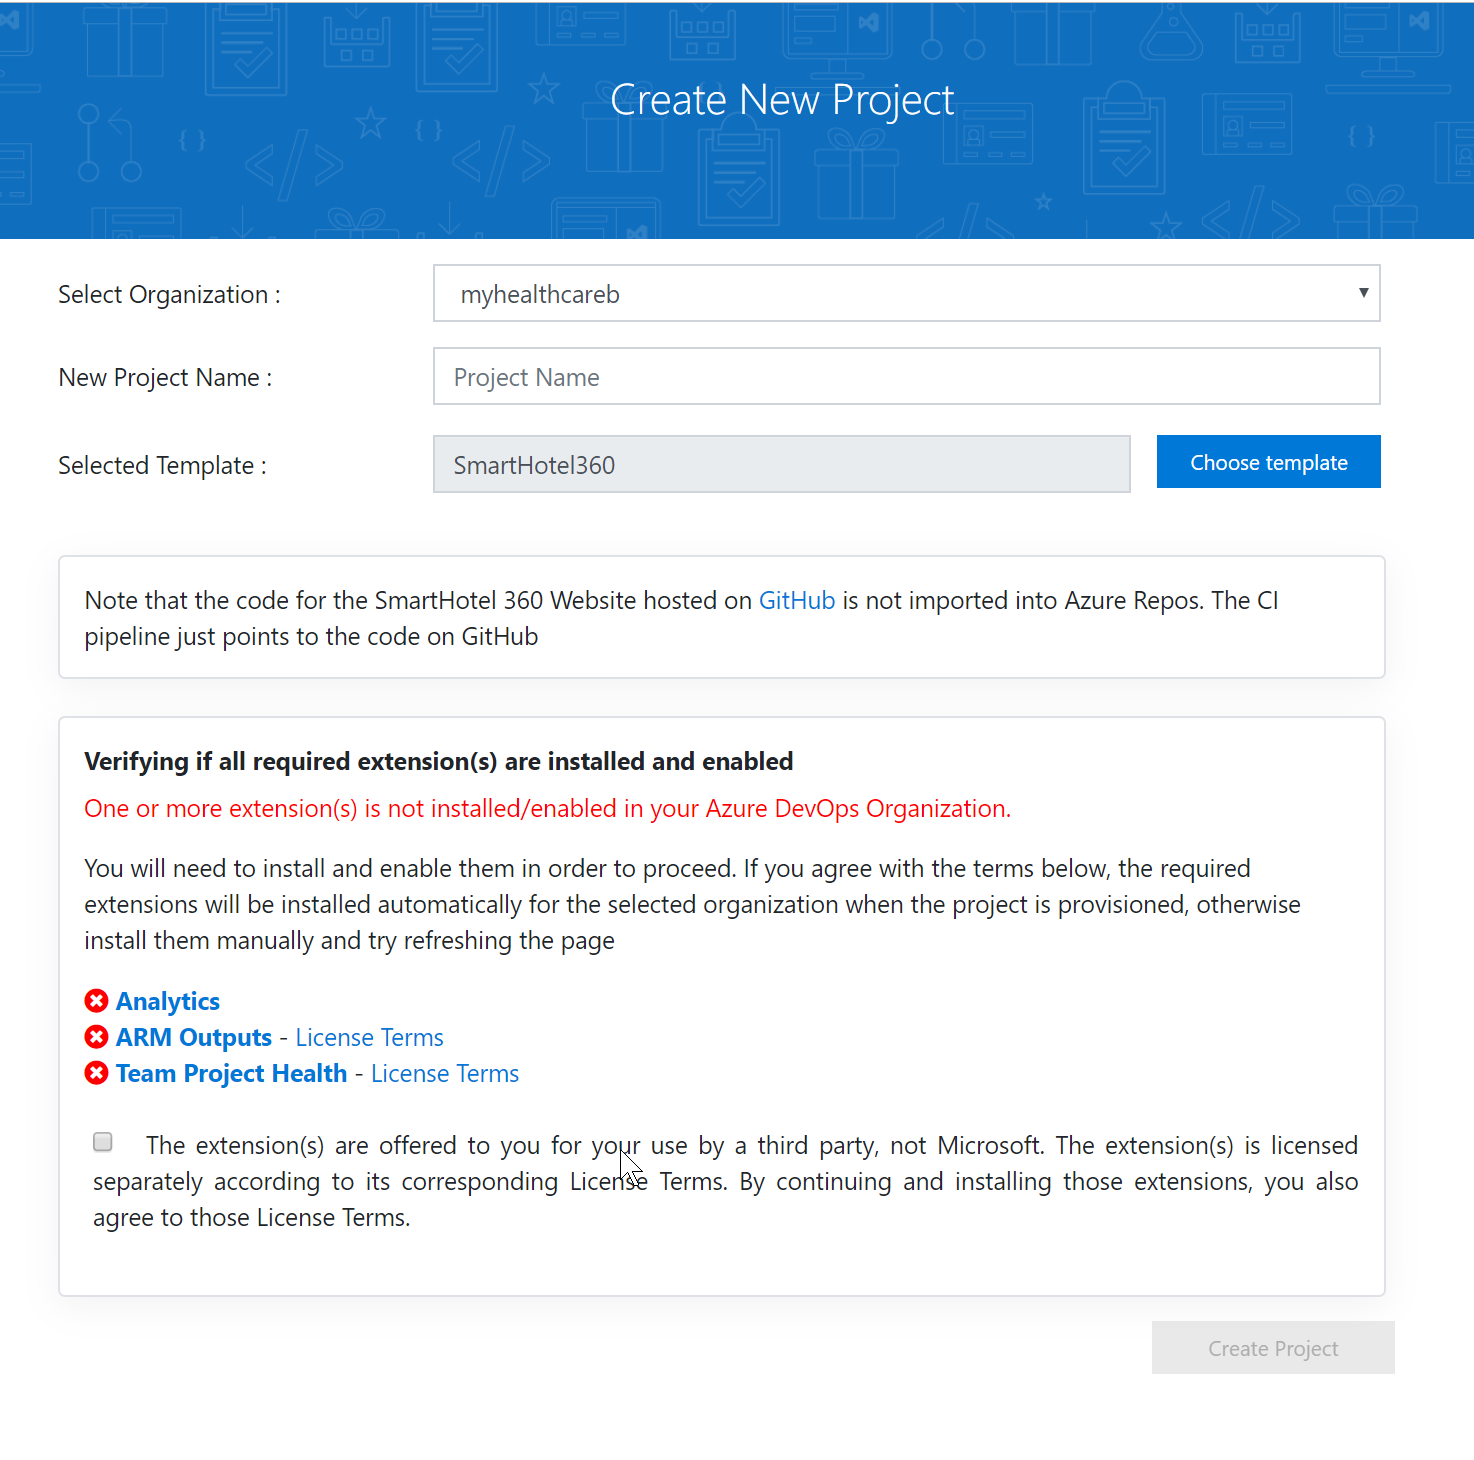 Create New Project
Select Organization :
myhealthcareb
New Project Name :
Project Name
Selected Template :
SmartHotel360
Choose template
Note that the code for the SmartHotel 360 Website hosted on GitHub is not imported into Azure Repos. The CI
pipeline just points to the code on GitHub
Verifying if all required extension(s) are installed and enabled
One or more extension(s) is not installed/enabled in your Azure DevOps Organization.
You will need to install and enable them in order to proceed. If you agree with the terms below, the required
extensions will be installed automatically for the selected organization when the project is provisioned, otherwise
install them manually and try refreshing the page
Analytics
ARM Outputs - License Terms
Team Project Health - License Terms
The extension(s) are offered to you for your use by a third party, not Microsoft. The extension(s) is licensed
separately according to its corresponding License Terms. By continuing and installing those extensions, you also
agree to those License Terms.
Create Project